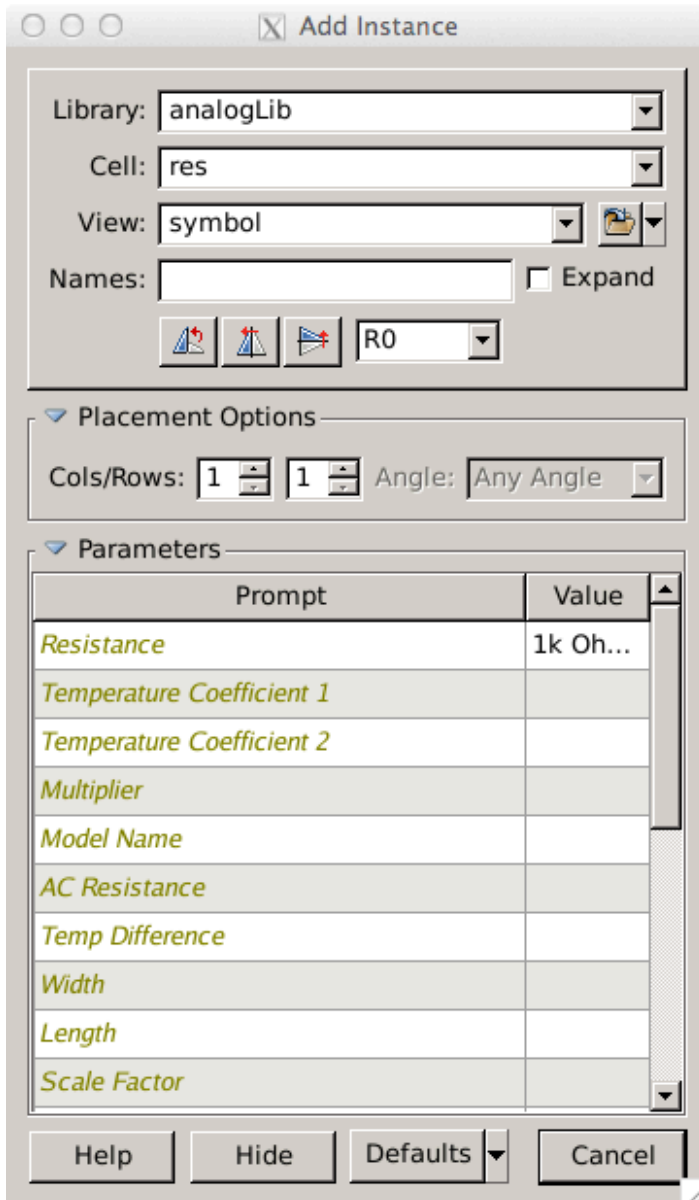 Add Instance
Library: analogLib
Cell: res
View: symbol
Names: Expand
R0
Placement Options
Cols/Rows: 1 1 Angle: Any Angle
Parameters
Prompt Value
Resistance 1k Oh...
Temperature Coefficient 1
Temperature Coefficient 2
Multiplier
Model Name
AC Resistance
Temp Difference
Width
Length
Scale Factor
Help Hide Defaults Cancel